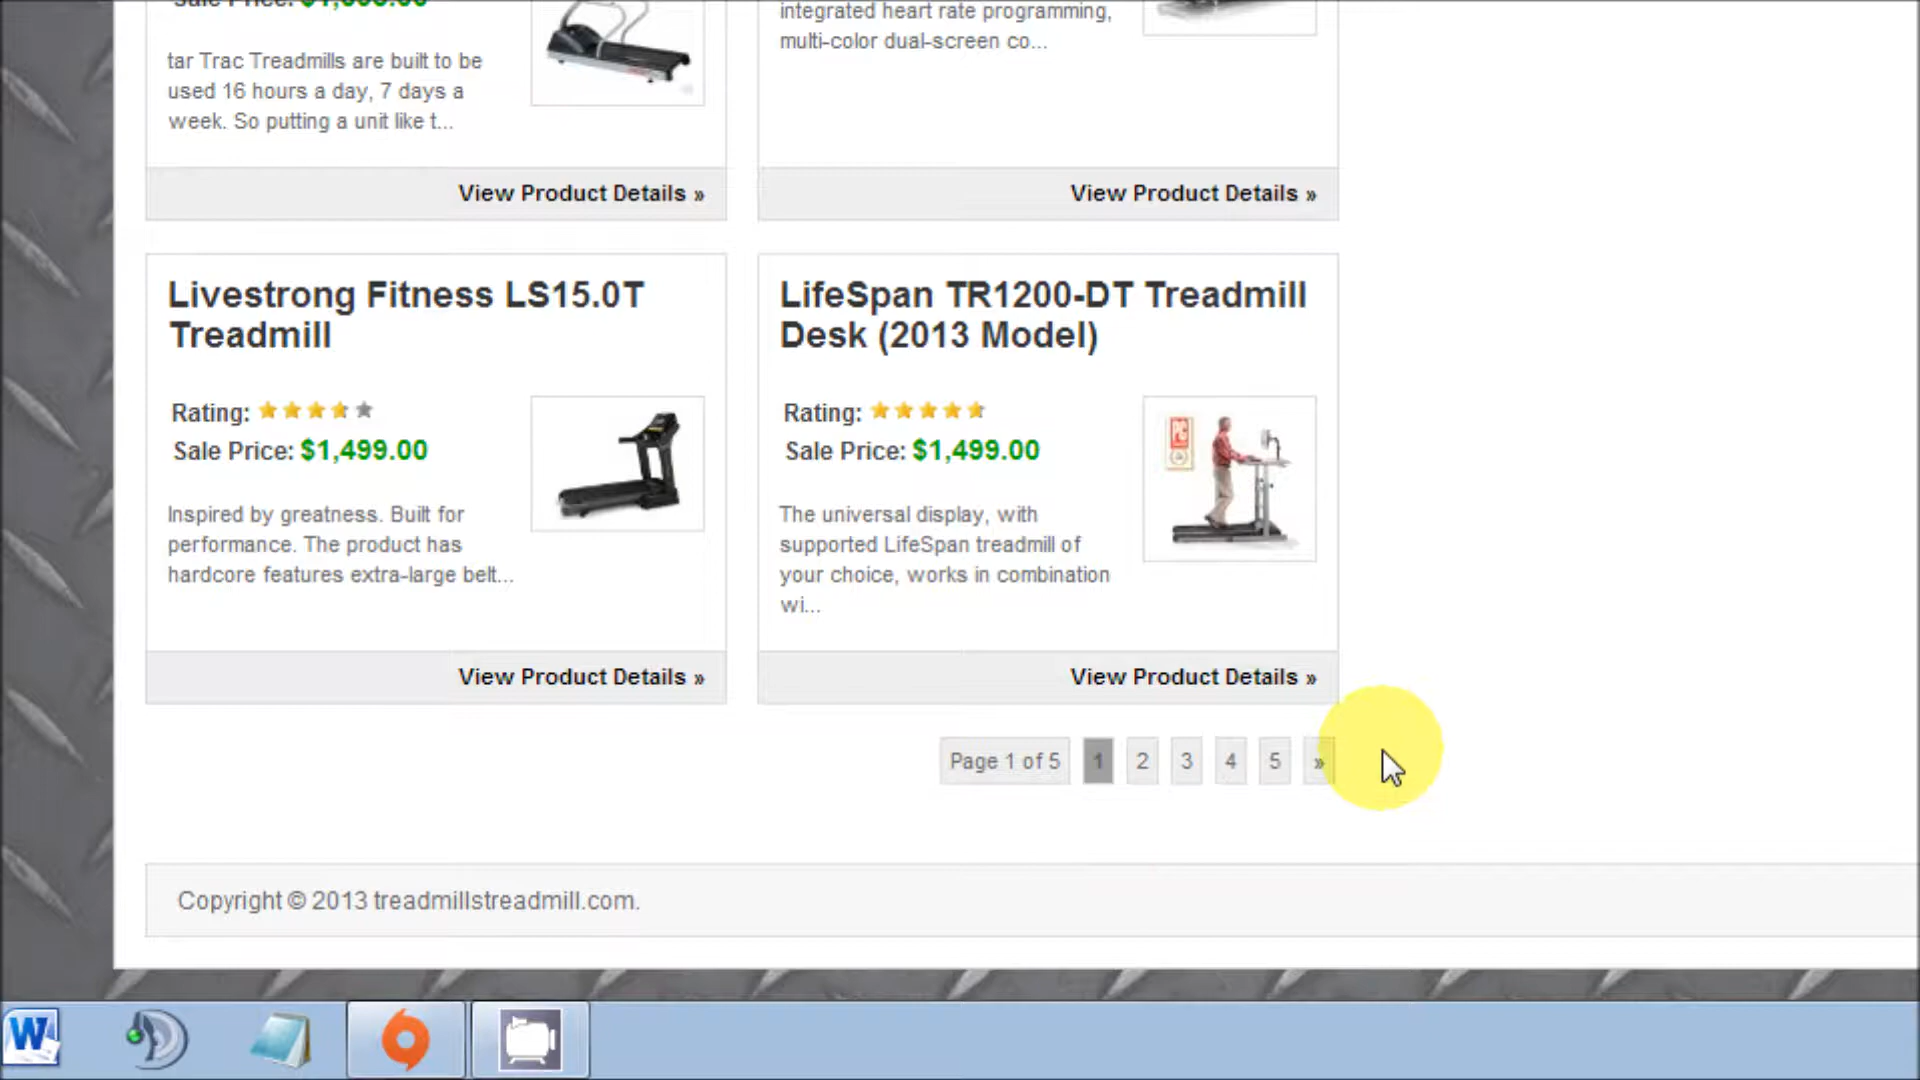 Sale Price: $1,
tar Trac Treadmills are built to be
used 16 hours a day, 7 days a
week. So putting a unit like t...
View Product Details »
integrated heart rate programming,
multi-color dual-screen co...
View Product Details »
Livestrong Fitness LS15.0T
Treadmill
Rating:
Sale Price: $1,499.00
Inspired by greatness. Built for
performance. The product has
hardcore features extra-large belt...
View Product Details »
LifeSpan TR1200-DT Treadmill
Desk (2013 Model)
Rating:
Sale Price: $1,499.00
The universal display, with
supported LifeSpan treadmill of
your choice, works in combination
wi...
View Product Details »
Page 1 of 5 1 2 3 4 5 »
Copyright © 2013 treadmillstreadmill.com.
W